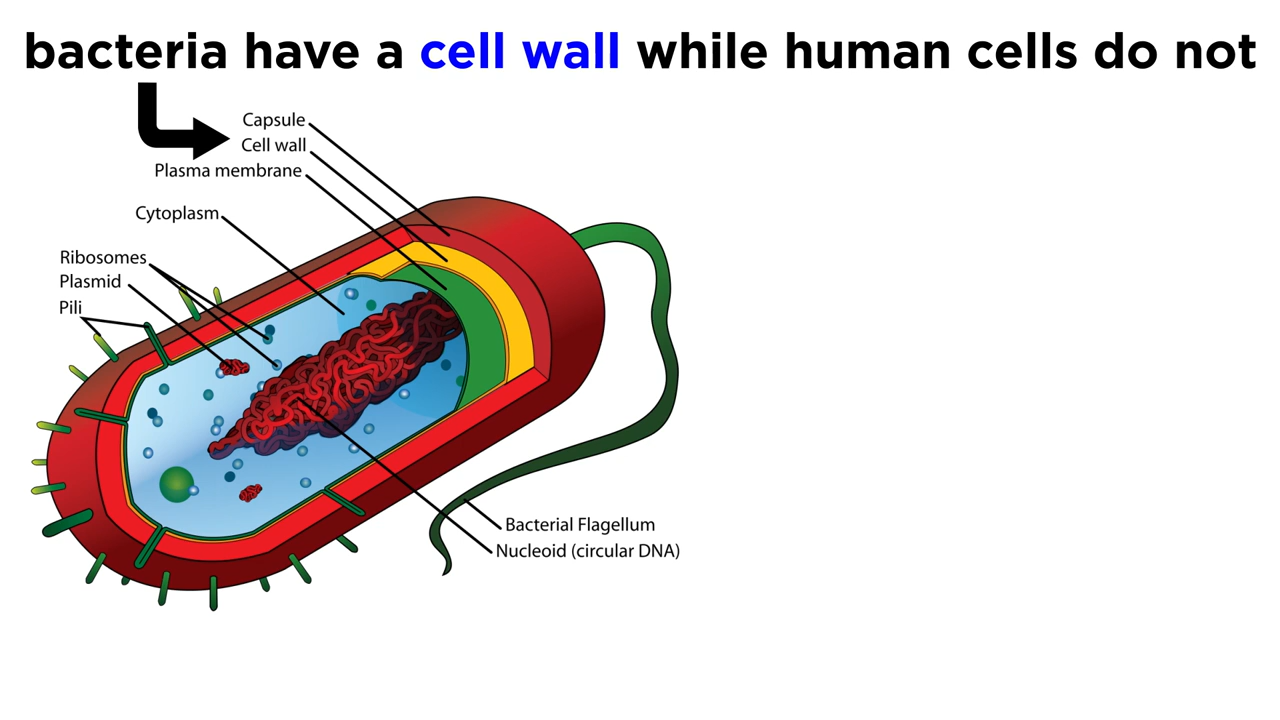 bacteria have a cell wall while human cells do not
Capsule
Cell wall
Plasma membrane
Cytoplasm
Ribosomes
Plasmid
Pili
Bacterial Flagellum
Nucleoid (circular DNA)